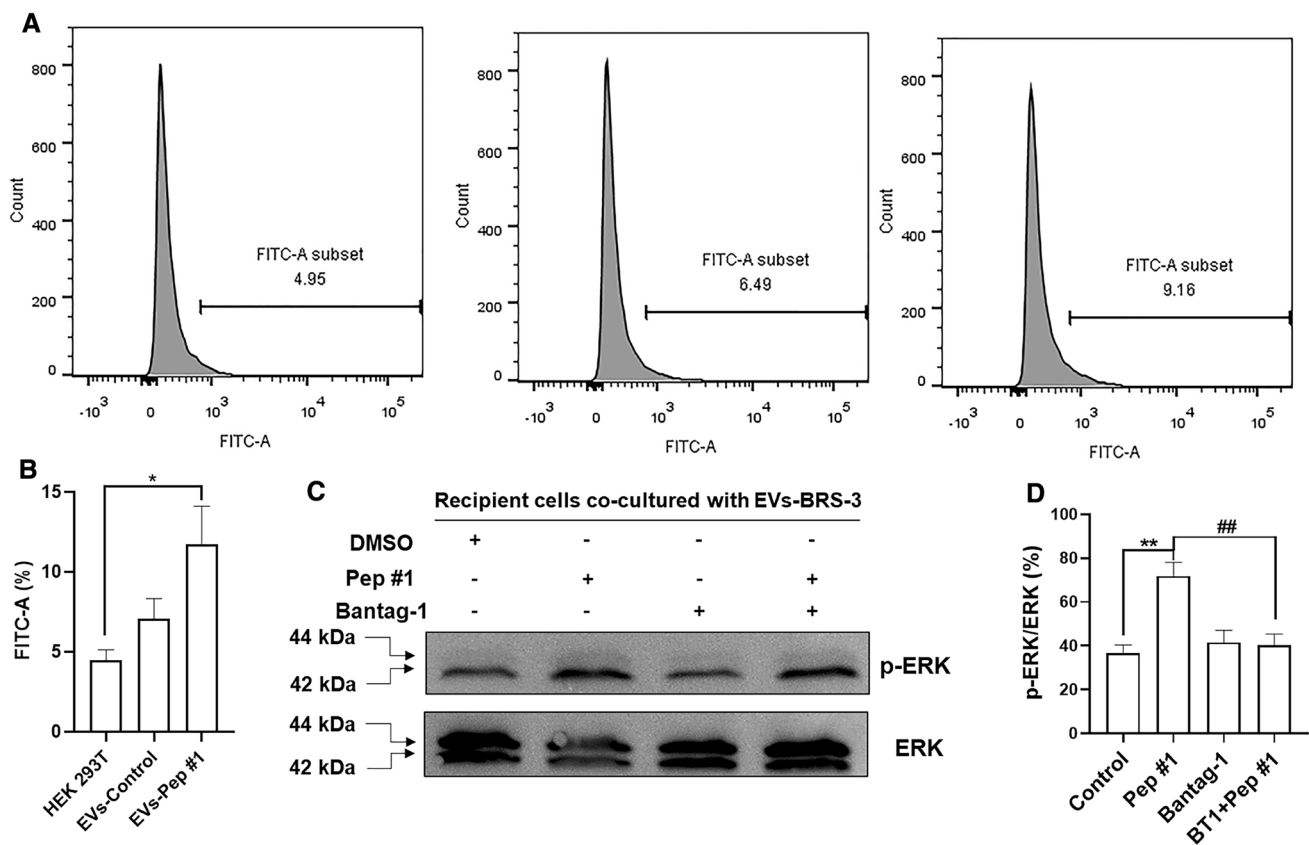 A
800
600
400
200
0
Count
FITC-A subset
4.95
-10³ 0 10³ 10⁴ 10⁵
FITC-A
800
600
400
200
0
Count
FITC-A subset
6.49
-10³ 0 10³ 10⁴ 10⁵
FITC-A
800
600
400
200
0
Count
FITC-A subset
9.16
-10³ 0 10³ 10⁴ 10⁵
FITC-A
B
15
10
5
0
FITC-A (%)
*
HEK 293T
EVs-Control
EVs-Pep #1
C
Recipient cells co-cultured with EVs-BRS-3
DMSO + - - -
Pep #1 - + - +
Bantag-1 - - + +
44 kDa
42 kDa
p-ERK
44 kDa
42 kDa
ERK
D
100
80
60
40
20
0
p-ERK/ERK (%)
**
##
Control
Pep #1
Bantag-1
BT1+Pep #1